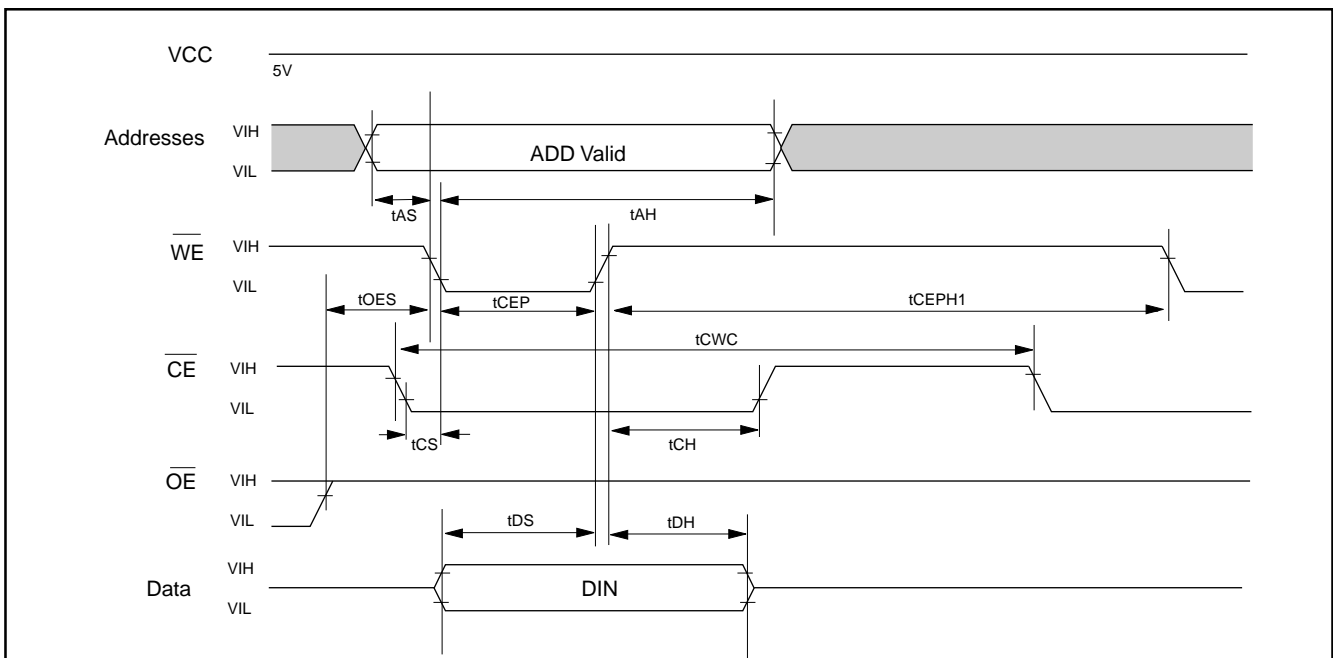 VCC
5V
Addresses
VIH
VIL
ADD Valid
tAS
tAH
WE
VIH
VIL
tOES
tCEP
tCEPH1
tCWC
CE
VIH
VIL
tCS
tCH
OE
VIH
VIL
tDS
tDH
Data
VIH
VIL
DIN